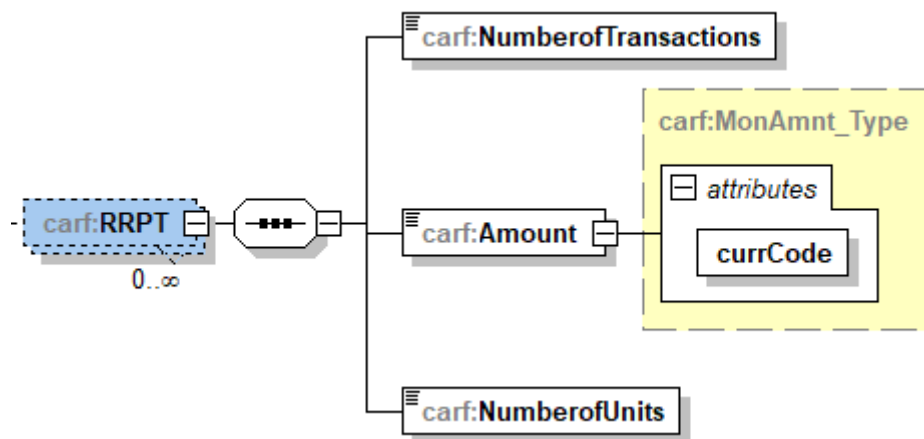 carf:NumberofTransactions
carf:MonAmnt_Type
attributes
carf:RRPT
carf:Amount
currCode
0..∞
carf:NumberofUnits